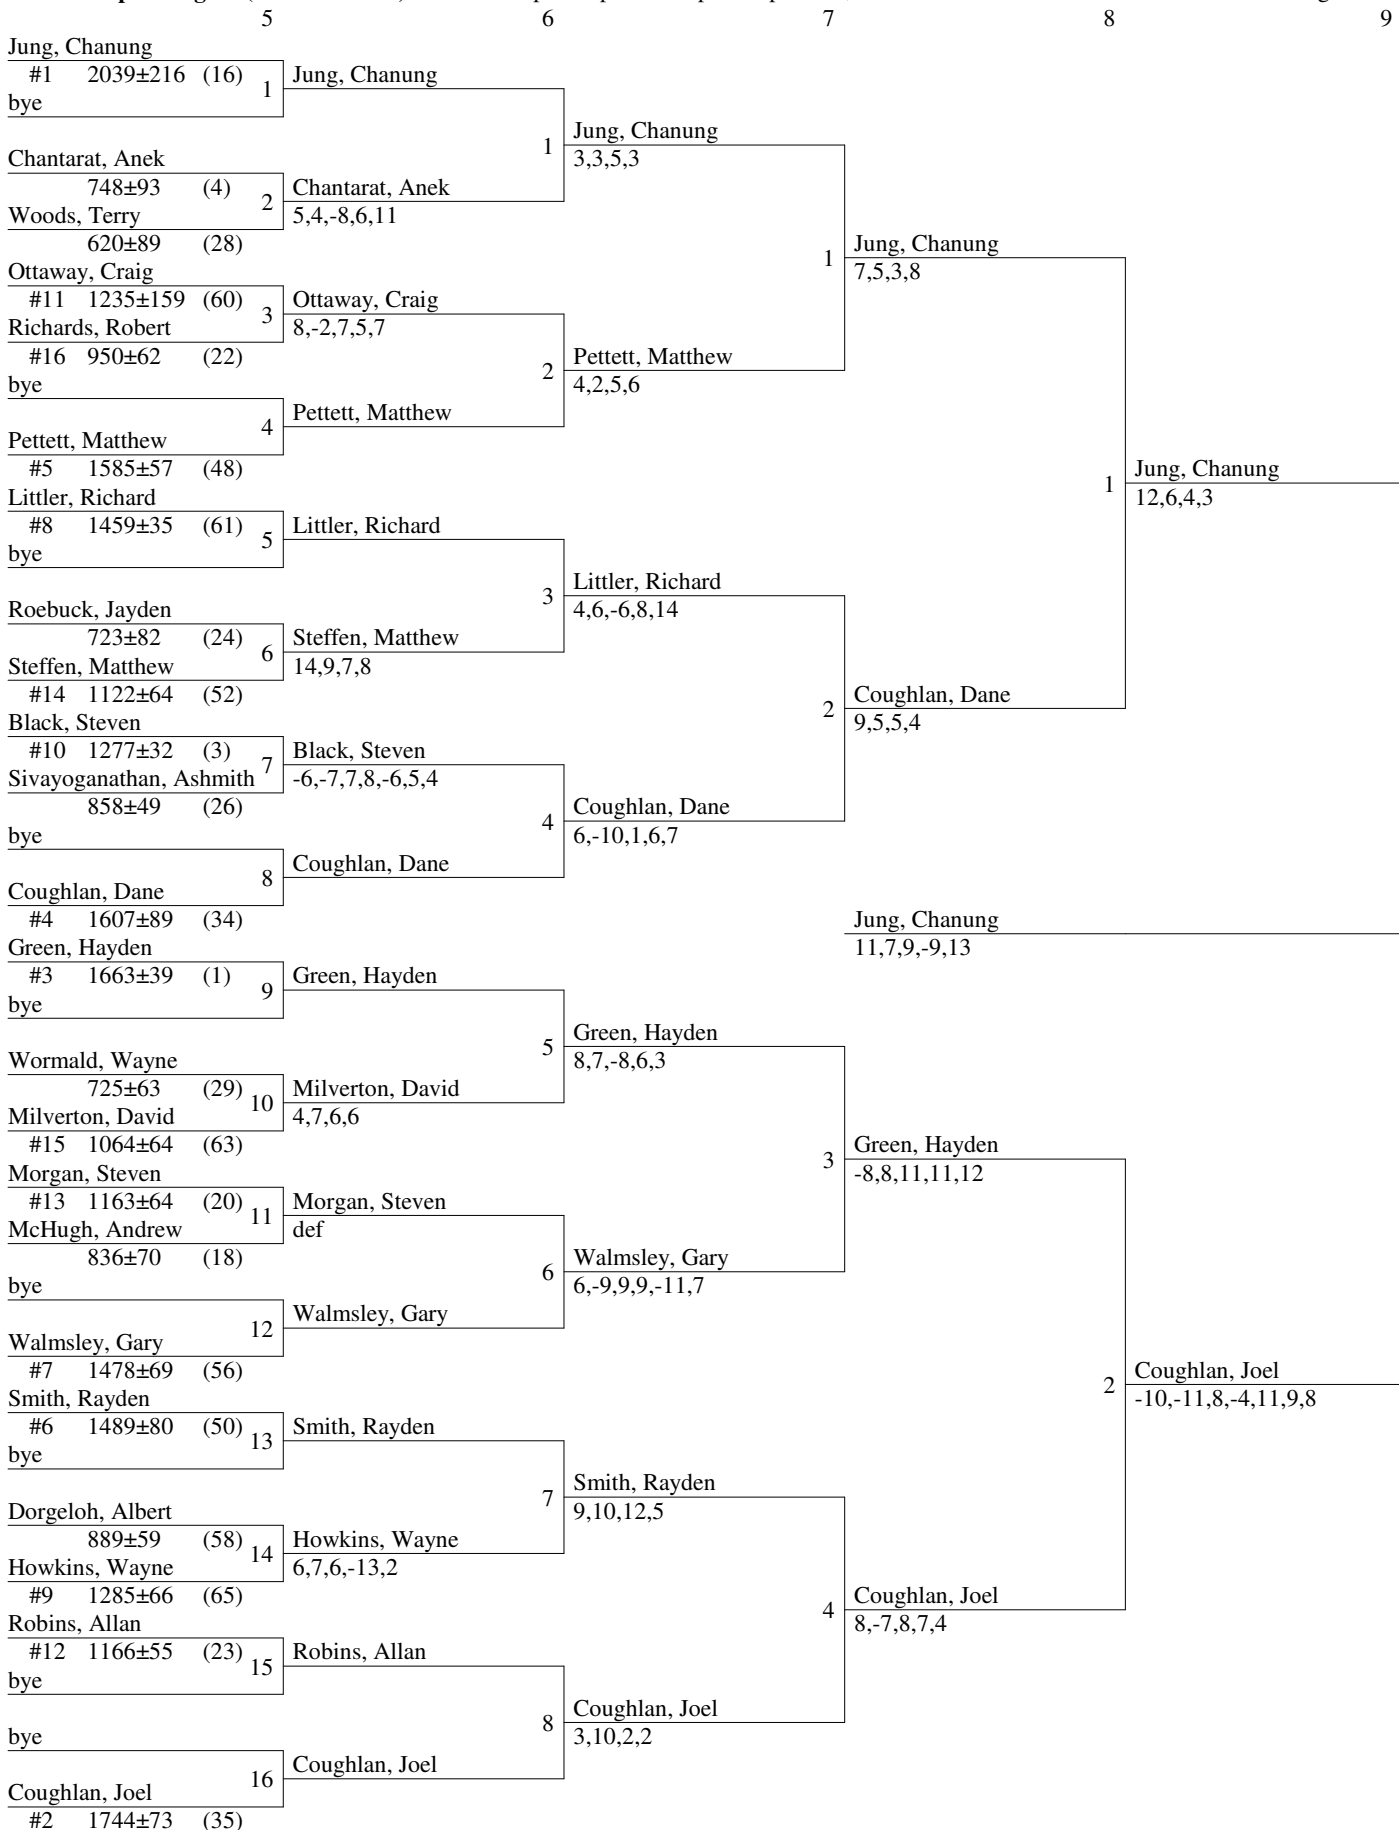 5 6 7 8 9
Jung, Chanung
#1 2039±216 (16) 1 Jung, Chanung
bye
1 Jung, Chanung
3,3,5,3
Chantarat, Anek
748±93 (4) 2 Chantarat, Anek
Woods, Terry 5,4,-8,6,11
620±89 (28)
1 Jung, Chanung
7,5,3,8
Ottaway, Craig
#11 1235±159 (60) 3 Ottaway, Craig
Richards, Robert 8,-2,7,5,7
#16 950±62 (22)
2 Pettett, Matthew
4,2,5,6
bye
4 Pettett, Matthew
Pettett, Matthew
#5 1585±57 (48)
1 Jung, Chanung
12,6,4,3
Littler, Richard
#8 1459±35 (61) 5 Littler, Richard
bye
3 Littler, Richard
4,6,-6,8,14
Roebuck, Jayden
723±82 (24) 6 Steffen, Matthew
Steffen, Matthew 14,9,7,8
#14 1122±64 (52)
2 Coughlan, Dane
9,5,5,4
Black, Steven
#10 1277±32 (3) 7 Black, Steven
Sivayoganathan, Ashmith -6,-7,7,8,-6,5,4
858±49 (26)
4 Coughlan, Dane
6,-10,1,6,7
bye
8 Coughlan, Dane
Coughlan, Dane
#4 1607±89 (34)
Jung, Chanung
11,7,9,-9,13
Green, Hayden
#3 1663±39 (1) 9 Green, Hayden
bye
5 Green, Hayden
8,7,-8,6,3
Wormald, Wayne
725±63 (29) 10 Milverton, David
Milverton, David 4,7,6,6
#15 1064±64 (63)
3 Green, Hayden
-8,8,11,11,12
Morgan, Steven
#13 1163±64 (20) 11 Morgan, Steven
McHugh, Andrew def
836±70 (18)
6 Walmsley, Gary
6,-9,9,9,-11,7
bye
12 Walmsley, Gary
Walmsley, Gary
#7 1478±69 (56)
2 Coughlan, Joel
-10,-11,8,-4,11,9,8
Smith, Rayden
#6 1489±80 (50) 13 Smith, Rayden
bye
7 Smith, Rayden
9,10,12,5
Dorgeloh, Albert
889±59 (58) 14 Howkins, Wayne
Howkins, Wayne 6,7,6,-13,2
#9 1285±66 (65)
4 Coughlan, Joel
8,-7,8,7,4
Robins, Allan
#12 1166±55 (23) 15 Robins, Allan
bye
8 Coughlan, Joel
3,10,2,2
bye
16 Coughlan, Joel
Coughlan, Joel
#2 1744±73 (35)